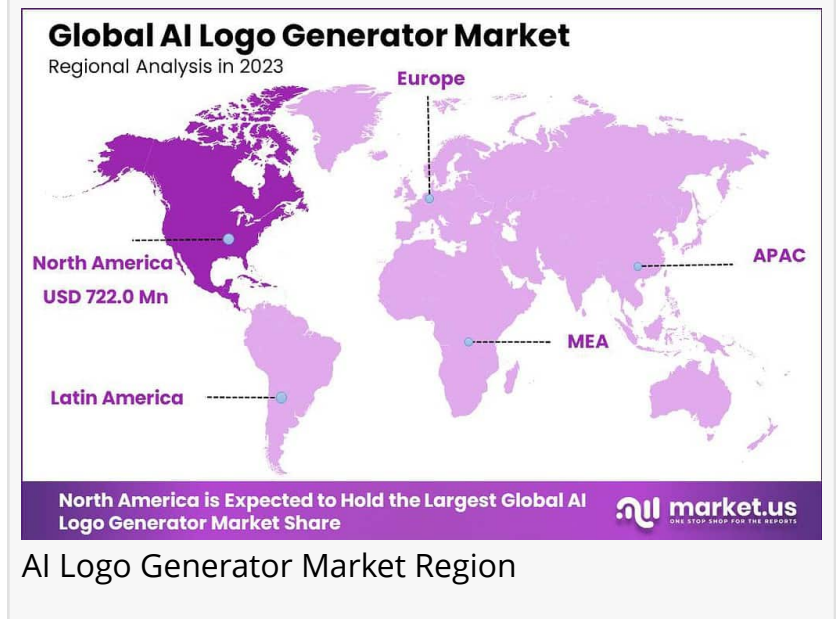 Global AI Logo Generator Market
Regional Analysis in 2023
Europe
North America
USD 722.0 Mn
APAC
MEA
Latin America
North America is Expected to Hold the Largest Global AI
Logo Generator Market Share
market.us
ONE STOP SHOP FOR THE REPORTS
AI Logo Generator Market Region